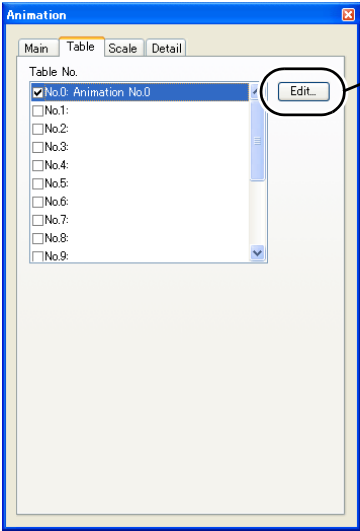 Animation
Main Table Scale Detail
Table No.
No.0: Animation No.0
Edit...
No.1:
No.2:
No.3:
No.4:
No.5:
No.6:
No.7:
No.8:
No.9: